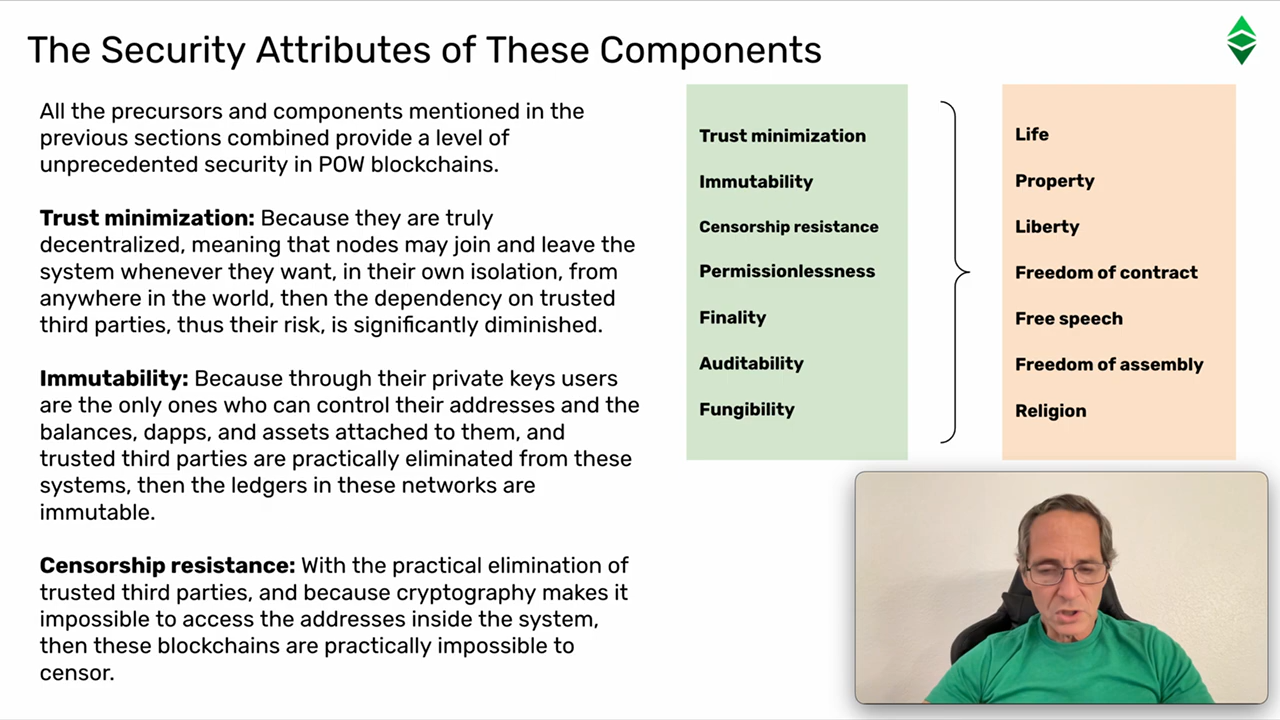 The Security Attributes of These Components
All the precursors and components mentioned in the
previous sections combined provide a level of
unprecedented security in POW blockchains.
Trust minimization: Because they are truly
decentralized, meaning that nodes may join and leave the
system whenever they want, in their own isolation, from
anywhere in the world, then the dependency on trusted
third parties, thus their risk, is significantly diminished.
Immutability: Because through their private keys users
are the only ones who can control their addresses and the
balances, dapps, and assets attached to them, and
trusted third parties are practically eliminated from these
systems, then the ledgers in these networks are
immutable.
Censorship resistance: With the practical elimination of
trusted third parties, and because cryptography makes it
impossible to access the addresses inside the system,
then these blockchains are practically impossible to
censor.
Trust minimization
Immutability
Censorship resistance
Permissionlessness
Finality
Auditability
Fungibility
Life
Property
Liberty
Freedom of contract
Free speech
Freedom of assembly
Religion